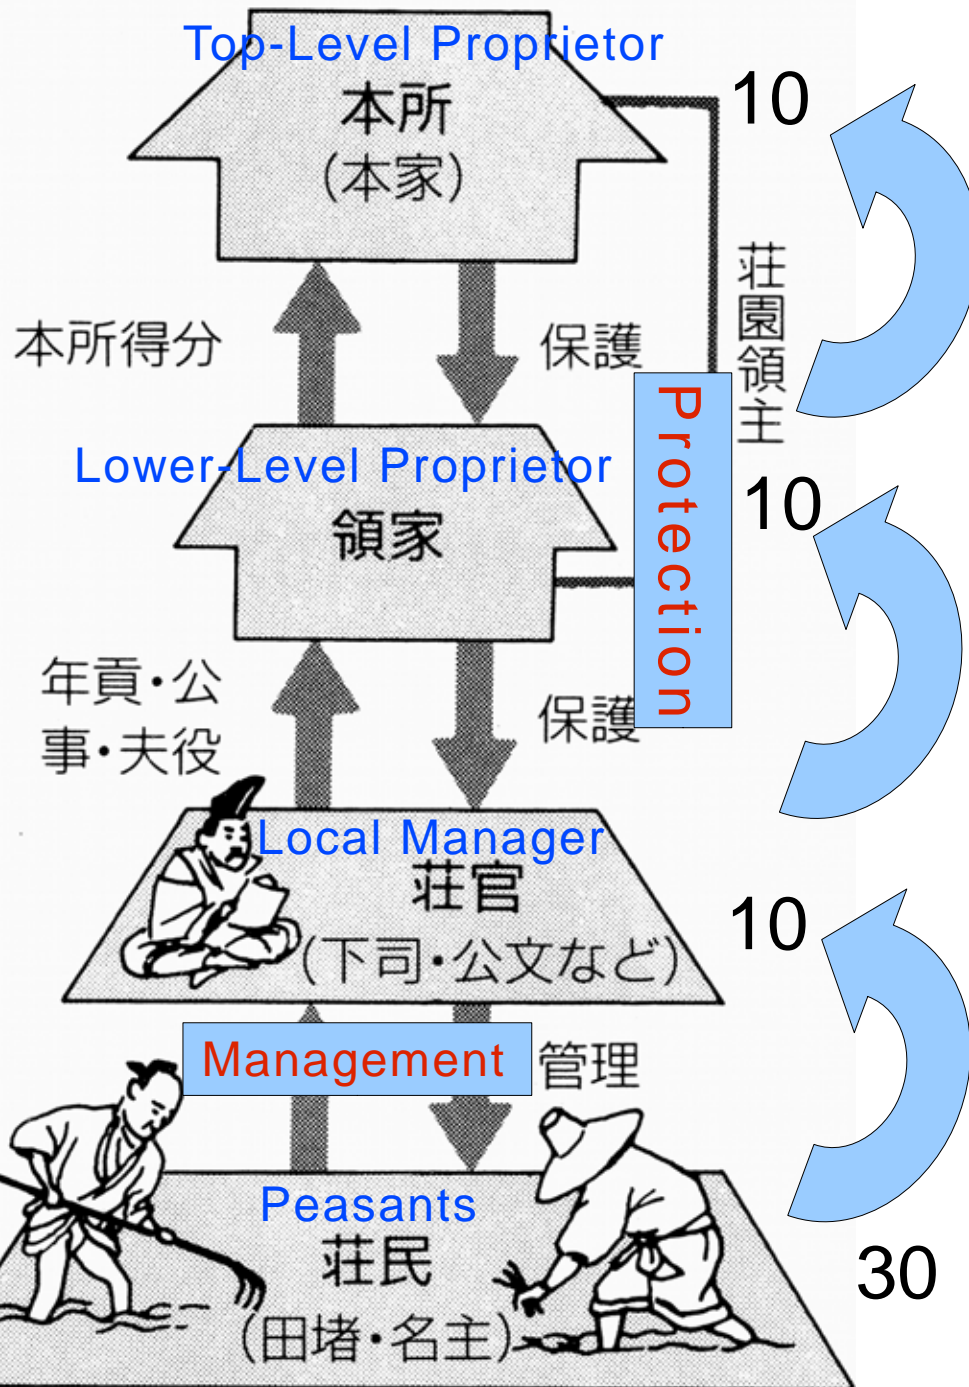 Top-Level Proprietor
本所
(本家)
10
本所得分
保護
荘園領主
Protection
Lower-Level Proprietor
領家
10
年貢・公
事・夫役
保護
Local Manager
荘官
(下司・公文など)
10
Management
管理
Peasants
荘民
(田堵・名主)
30